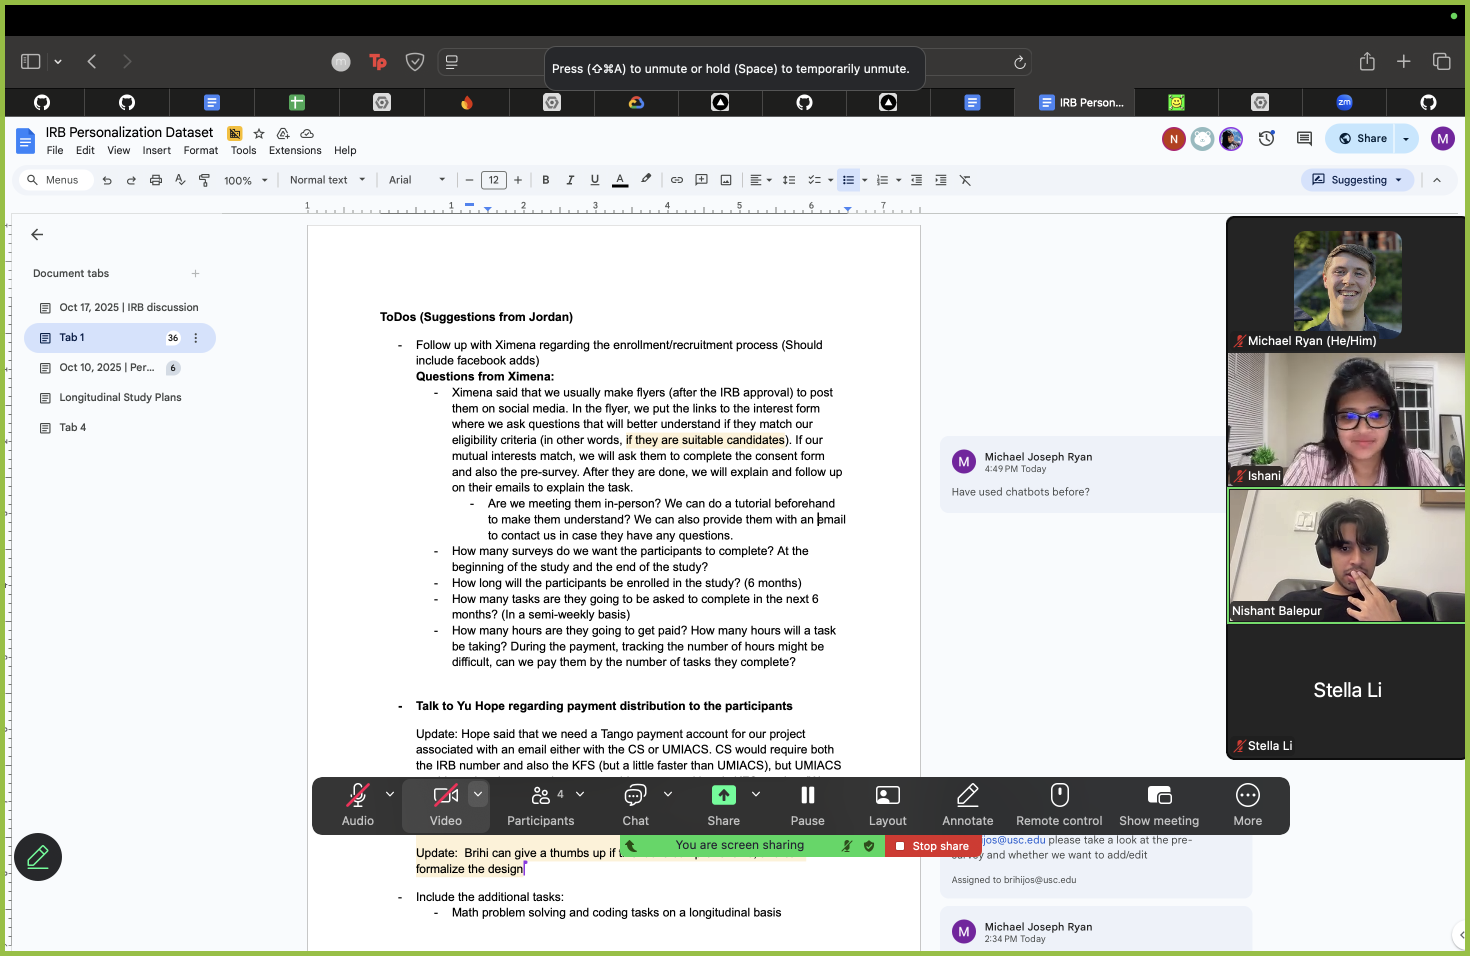 Press (⇧⌘A) to unmute or hold (Space) to temporarily unmute.
Tp
IRB Person...
zm
IRB Personalization Dataset
File Edit View Insert Format Tools Extensions Help
N
Share
M
Menus
100%
Normal text
Arial
12
Suggesting
1 1 2 3 4 5 6 7
Document tabs
Oct 17, 2025 | IRB discussion
Tab 1 36
Oct 10, 2025 | Per... 6
Longitudinal Study Plans
Tab 4
ToDos (Suggestions from Jordan)
- Follow up with Ximena regarding the enrollment/recruitment process (Should
include facebook adds)
Questions from Ximena:
- Ximena said that we usually make flyers (after the IRB approval) to post
them on social media. In the flyer, we put the links to the interest form
where we ask questions that will better understand if they match our
eligibility criteria (in other words, if they are suitable candidates). If our
mutual interests match, we will ask them to complete the consent form
and also the pre-survey. After they are done, we will explain and follow up
on their emails to explain the task.
- Are we meeting them in-person? We can do a tutorial beforehand
to make them understand? We can also provide them with an email
to contact us in case they have any questions.
- How many surveys do we want the participants to complete? At the
beginning of the study and the end of the study?
- How long will the participants be enrolled in the study? (6 months)
- How many tasks are they going to be asked to complete in the next 6
months? (In a semi-weekly basis)
- How many hours are they going to get paid? How many hours will a task
be taking? During the payment, tracking the number of hours might be
difficult, can we pay them by the number of tasks they complete?
- Talk to Yu Hope regarding payment distribution to the participants
Update: Hope said that we need a Tango payment account for our project
associated with an email either with the CS or UMIACS. CS would require both
the IRB number and also the KFS (but a little faster than UMIACS), but UMIACS
Update: Brihi can give a thumbs up if
formalize the design
- Include the additional tasks:
- Math problem solving and coding tasks on a longitudinal basis
M
Michael Joseph Ryan
4:49 PM Today
Have used chatbots before?
Michael Ryan (He/Him)
Ishani
Nishant Balepur
Stella Li
Stella Li
Audio
Video
4
Participants
Chat
Share
Pause
Layout
Annotate
Remote control
Show meeting
More
You are screen sharing
Stop share
ijos@usc.edu please take a look at the pre-
survey and whether we want to add/edit
Assigned to brihijos@usc.edu
M
Michael Joseph Ryan
2:34 PM Today